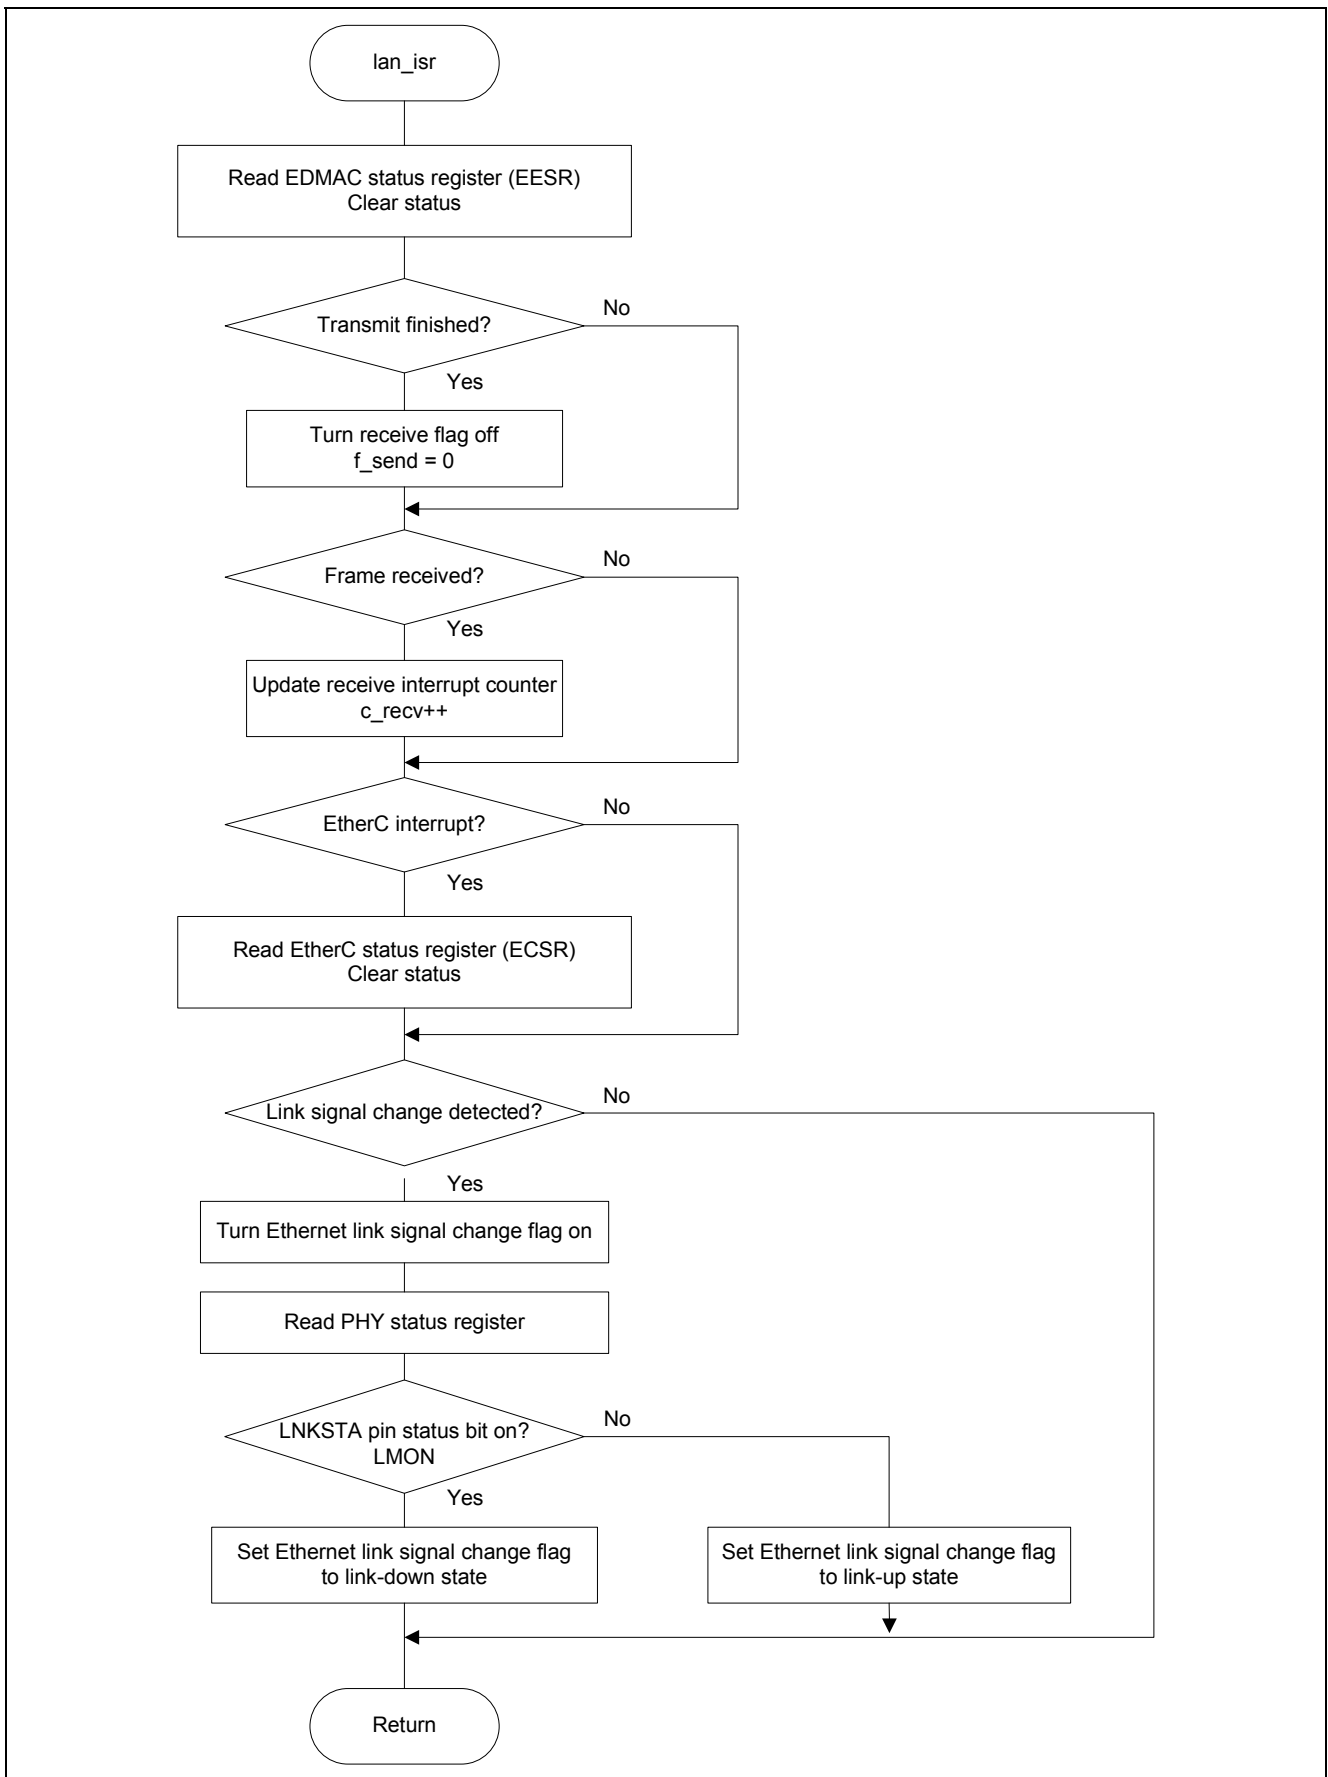 lan_isr
Read EDMAC status register (EESR)
Clear status
Transmit finished?
No
Yes
Turn receive flag off
f_send = 0
Frame received?
No
Yes
Update receive interrupt counter
c_recv++
EtherC interrupt?
No
Yes
Read EtherC status register (ECSR)
Clear status
Link signal change detected?
No
Yes
Turn Ethernet link signal change flag on
Read PHY status register
LNKSTA pin status bit on?
LMON
No
Yes
Set Ethernet link signal change flag
to link-down state
Set Ethernet link signal change flag
to link-up state
Return